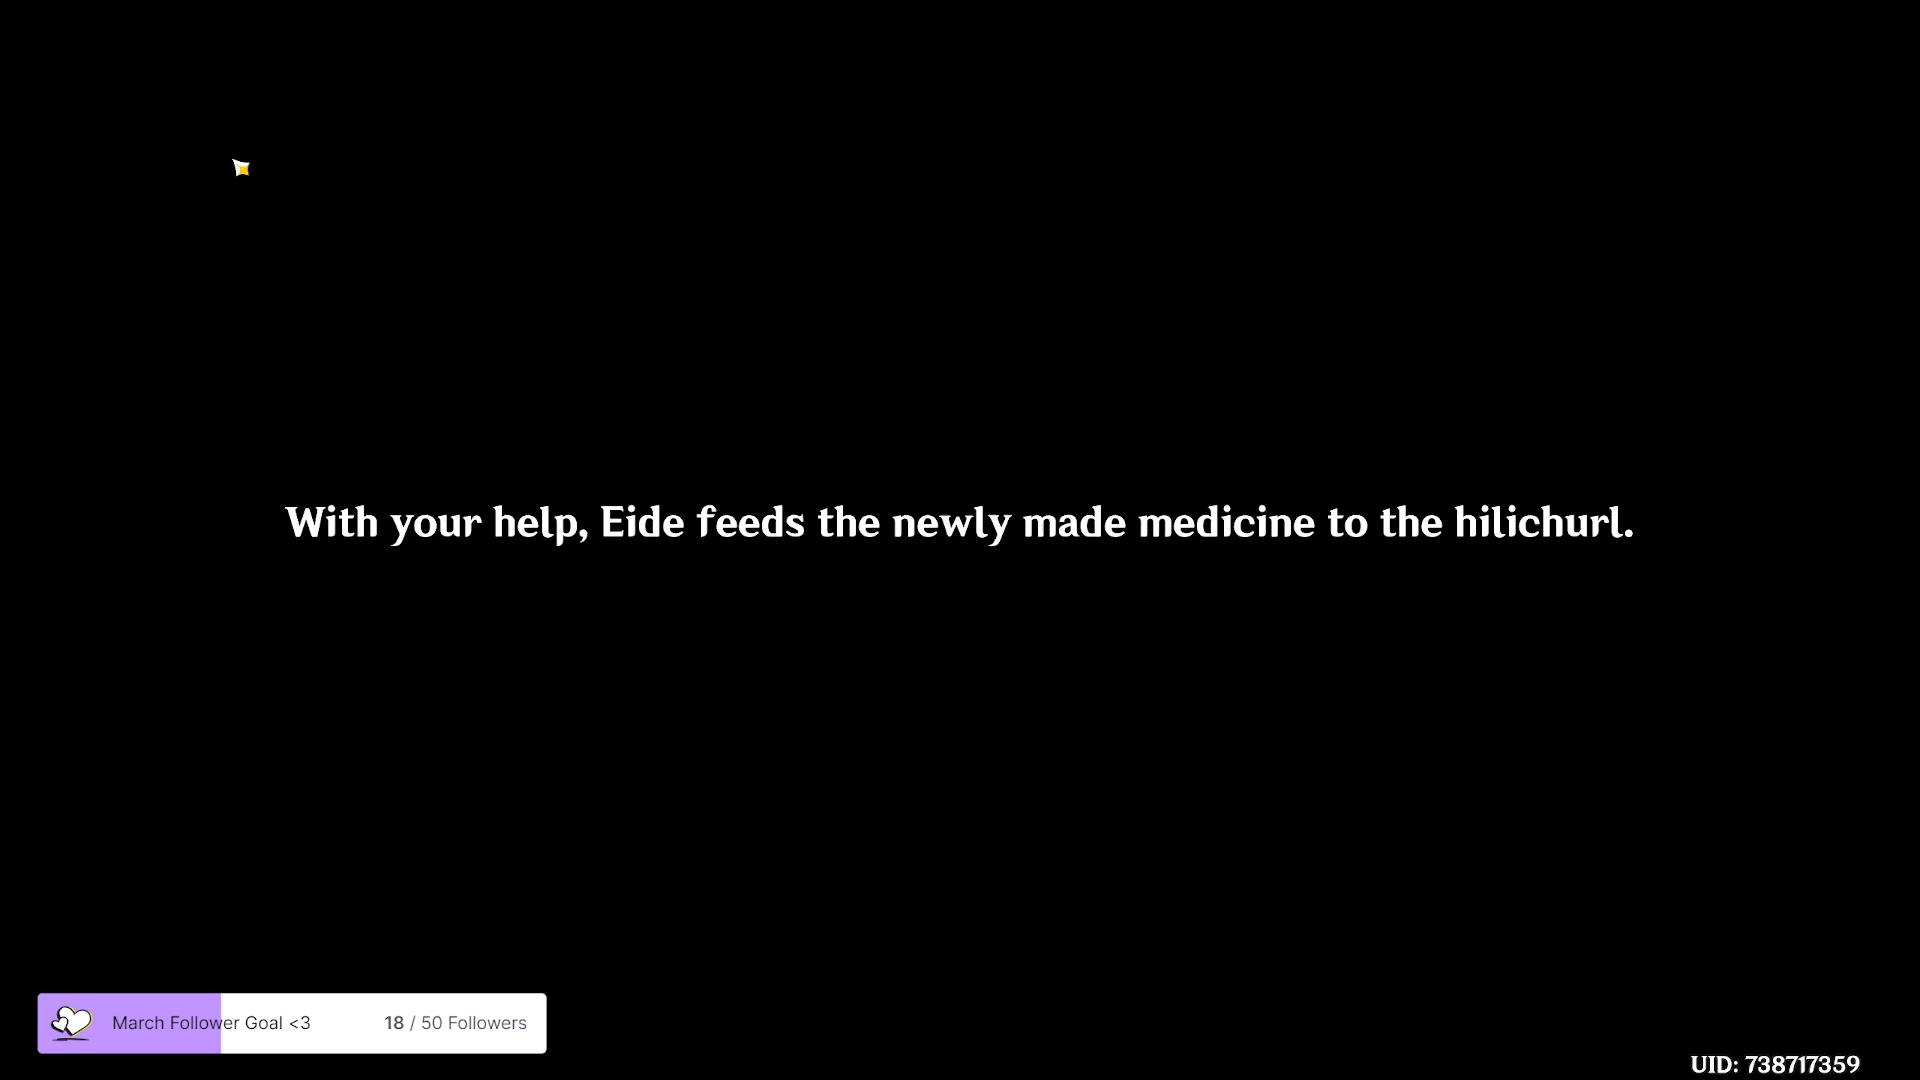 With your help, Eide feeds the newly made medicine to the hilichurl.
March Follower Goal <3 18 / 50 Followers
UID: 738717359